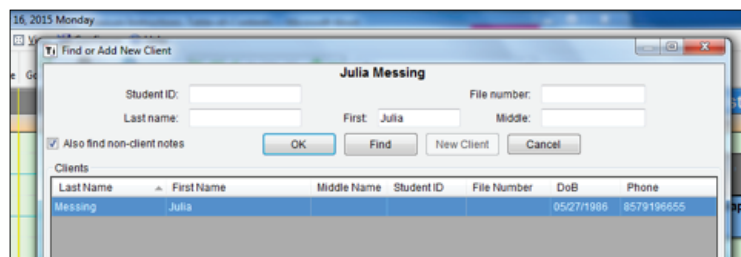 16, 2015 Monday
Find or Add New Client
Julia Messing
Student ID: File number:
Last name: First: Julia Middle:
Also find non-client notes OK Find New Client Cancel
Clients
Last Name First Name Middle Name Student ID File Number DoB Phone
Messing Julia 05/27/1986 8579196655